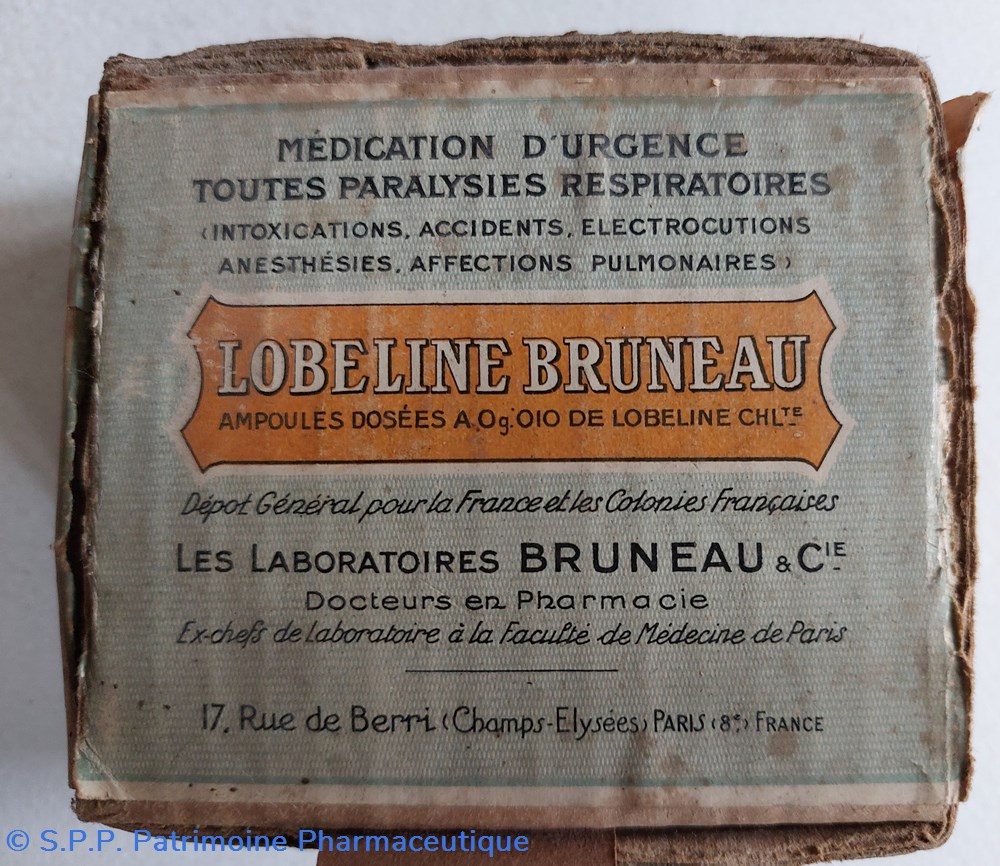 MÉDICATION D'URGENCE
TOUTES PARALYSIES RESPIRATOIRES
(INTOXICATIONS, ACCIDENTS, ELECTROCUTIONS
ANESTHÉSIES, AFFECTIONS PULMONAIRES)
LOBELINE BRUNEAU
AMPOULES DOSÉES A 0g.010 DE LOBELINE CHLTE
Dépot Général pour la France et les Colonies Françaises
LES LABORATOIRES BRUNEAU & CIE
Docteurs en Pharmacie
Ex-chefs de laboratoire à la Faculté de Médecine de Paris
17, Rue de Berri (Champs-Elysées) PARIS (8e) FRANCE
© S.P.P. Patrimoine Pharmaceutique